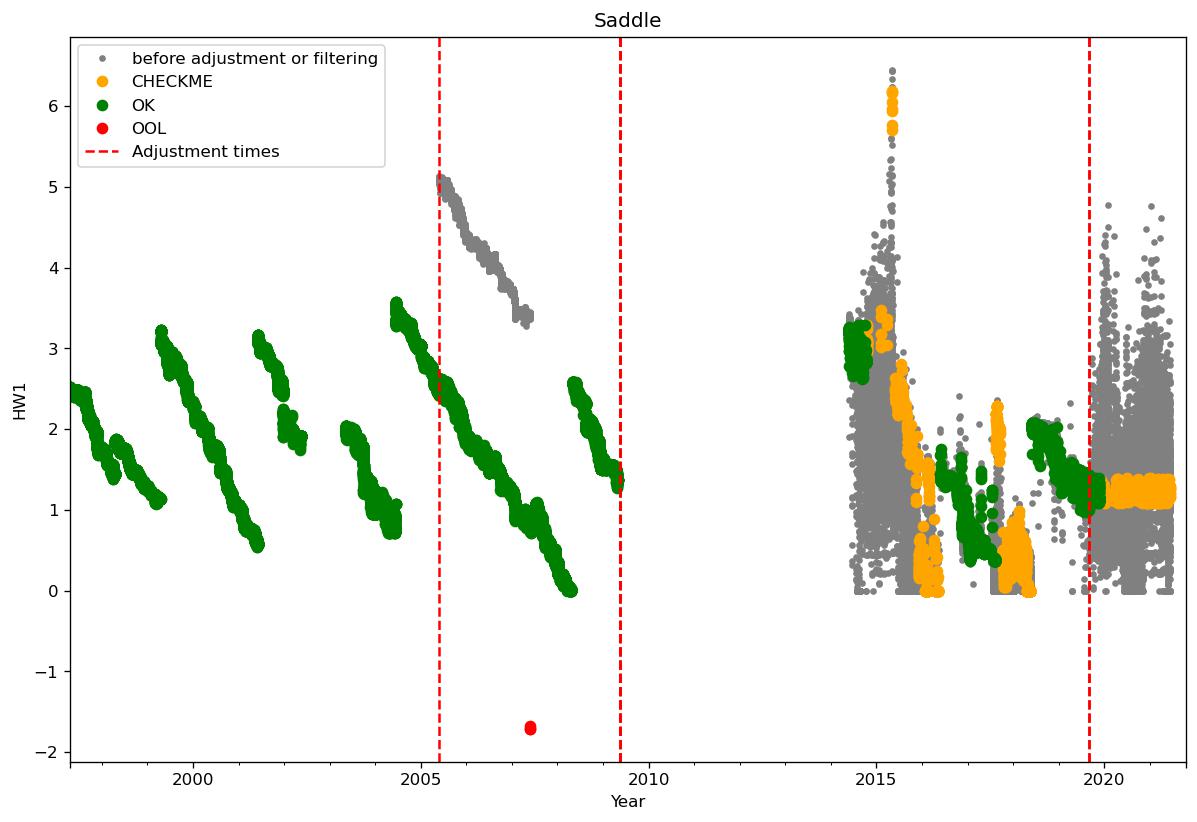 Saddle
before adjustment or filtering
CHECKME
OK
OOL
Adjustment times
HW1
6
5
4
3
2
1
0
−1
−2
2000
2005
2010
2015
2020
Year